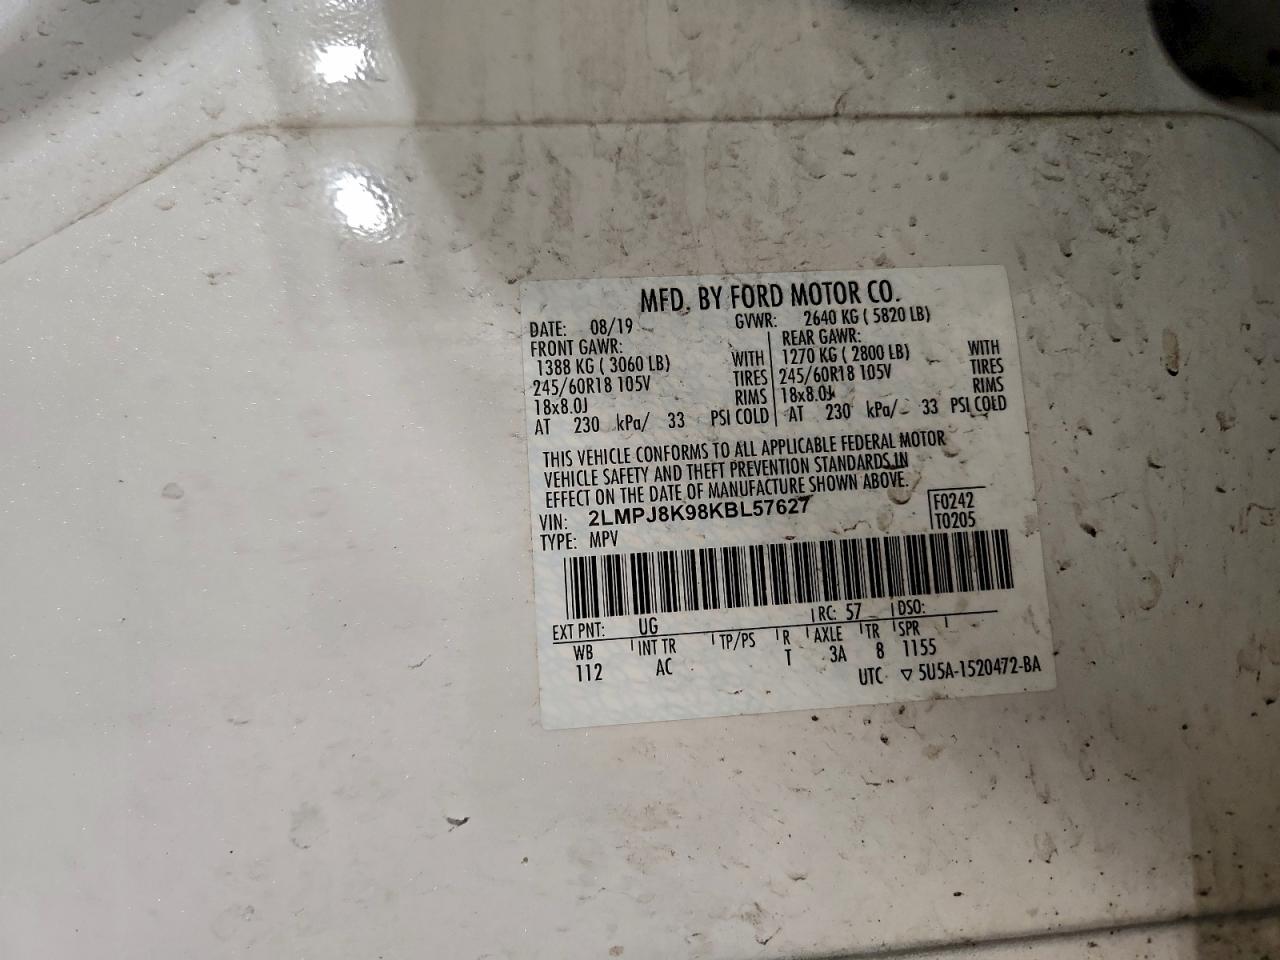 MFD. BY FORD MOTOR CO.
DATE: 08/19 GVWR: 2640 KG ( 5820 LB)
FRONT GAWR: REAR GAWR:
1388 KG ( 3060 LB) WITH 1270 KG ( 2800 LB) WITH
245/60R18 105V TIRES 245/60R18 105V TIRES
18x8.0J RIMS 18x8.0J RIMS
AT 230 kPa/ 33 PSI COLD AT 230 kPa/ 33 PSI COLD
THIS VEHICLE CONFORMS TO ALL APPLICABLE FEDERAL MOTOR
VEHICLE SAFETY AND THEFT PREVENTION STANDARDS IN
EFFECT ON THE DATE OF MANUFACTURE SHOWN ABOVE.
VIN: 2LMPJ8K98KBL57627 F0242
TYPE: MPV T0205
EXT PNT: UG RC: 57 DSO:
WB INT TR TP/PS R AXLE TR SPR
112 AC T 3A 8 1155
UTC ▽ 5U5A-1520472-BA